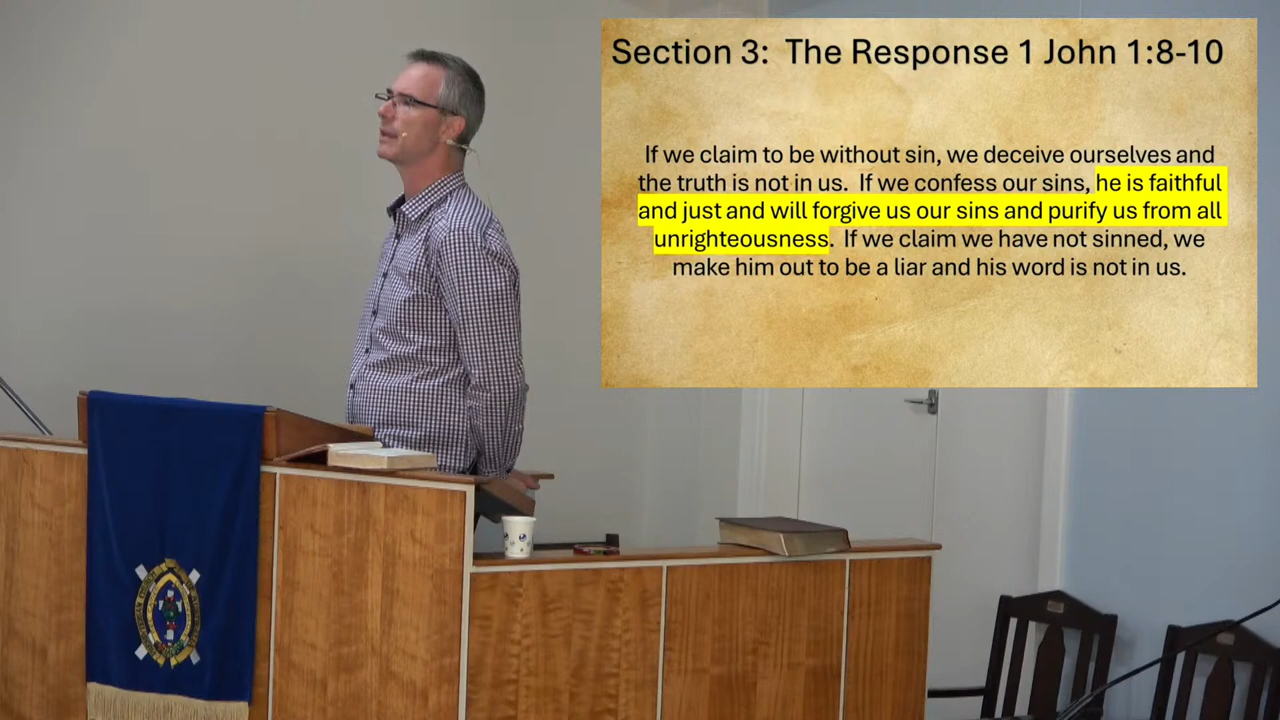 Section 3:  The Response 1 John 1:8-10
If we claim to be without sin, we deceive ourselves and
the truth is not in us.  If we confess our sins, he is faithful
and just and will forgive us our sins and purify us from all
unrighteousness.  If we claim we have not sinned, we
make him out to be a liar and his word is not in us.